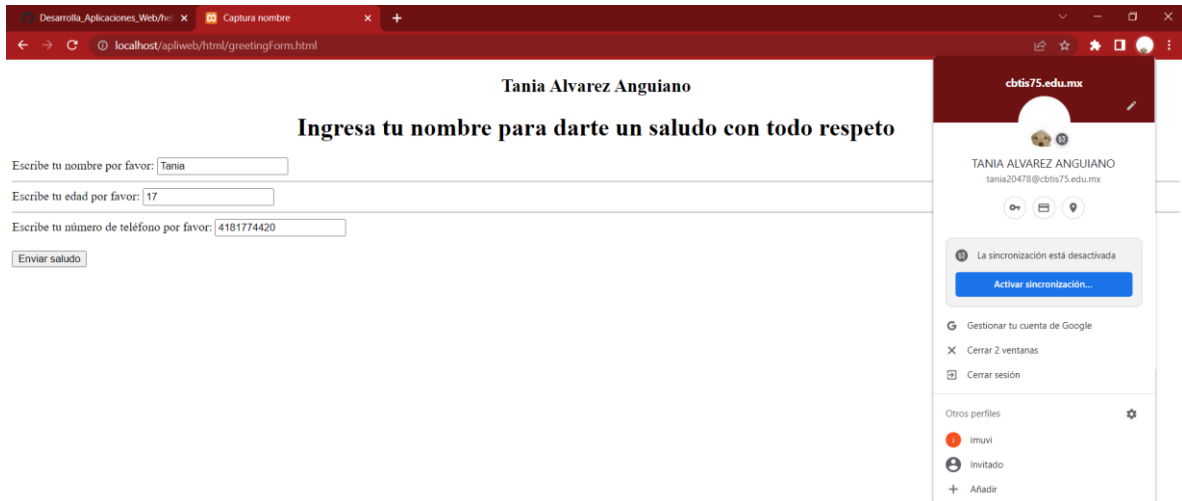 Desarrolla_Aplicaciones_Web/hel
Captura nombre
localhost/apliweb/html/greetingForm.html
Tania Alvarez Anguiano
Ingresa tu nombre para darte un saludo con todo respeto
Escribe tu nombre por favor: Tania
Escribe tu edad por favor: 17
Escribe tu número de teléfono por favor: 4181774420
Enviar saludo
cbtis75.edu.mx
TANIA ALVAREZ ANGUIANO
tania20478@cbtis75.edu.mx
La sincronización está desactivada
Activar sincronización...
Gestionar tu cuenta de Google
Cerrar 2 ventanas
Cerrar sesión
Otros perfiles
i imuvi
Invitado
Añadir